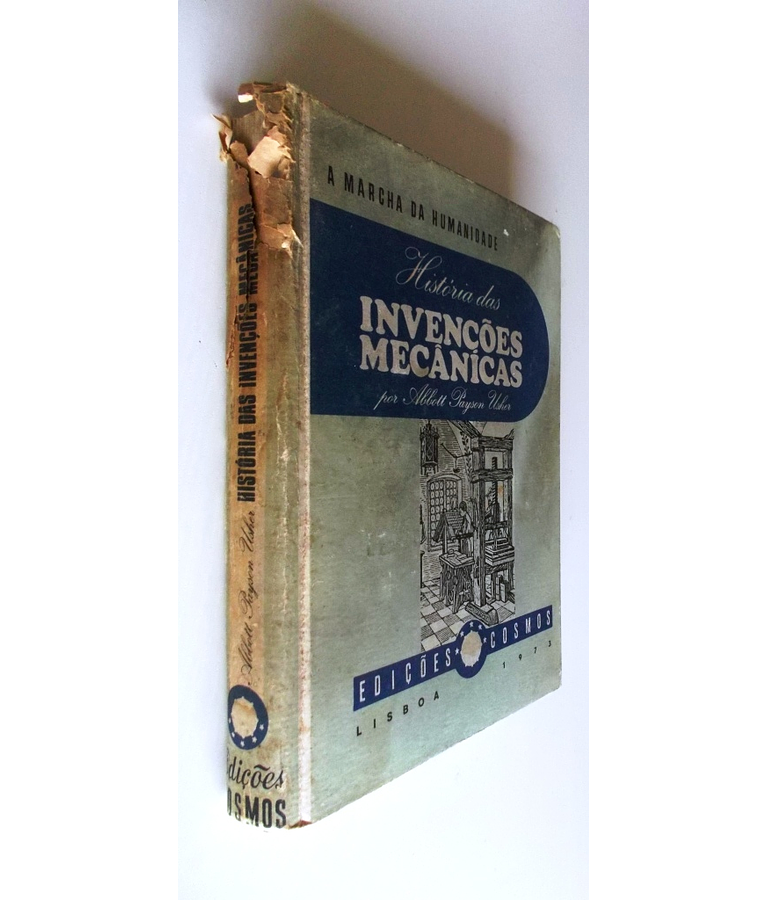 A MARCHA DA HUMANIDADE
História das
INVENÇÕES
MECÂNICAS
por Abbott Payson Usher
EDIÇÕES COSMOS
LISBOA 1973
Abbott Payson Usher HISTÓRIA DAS INVENÇÕES MECÂNICAS
Edições
COSMOS